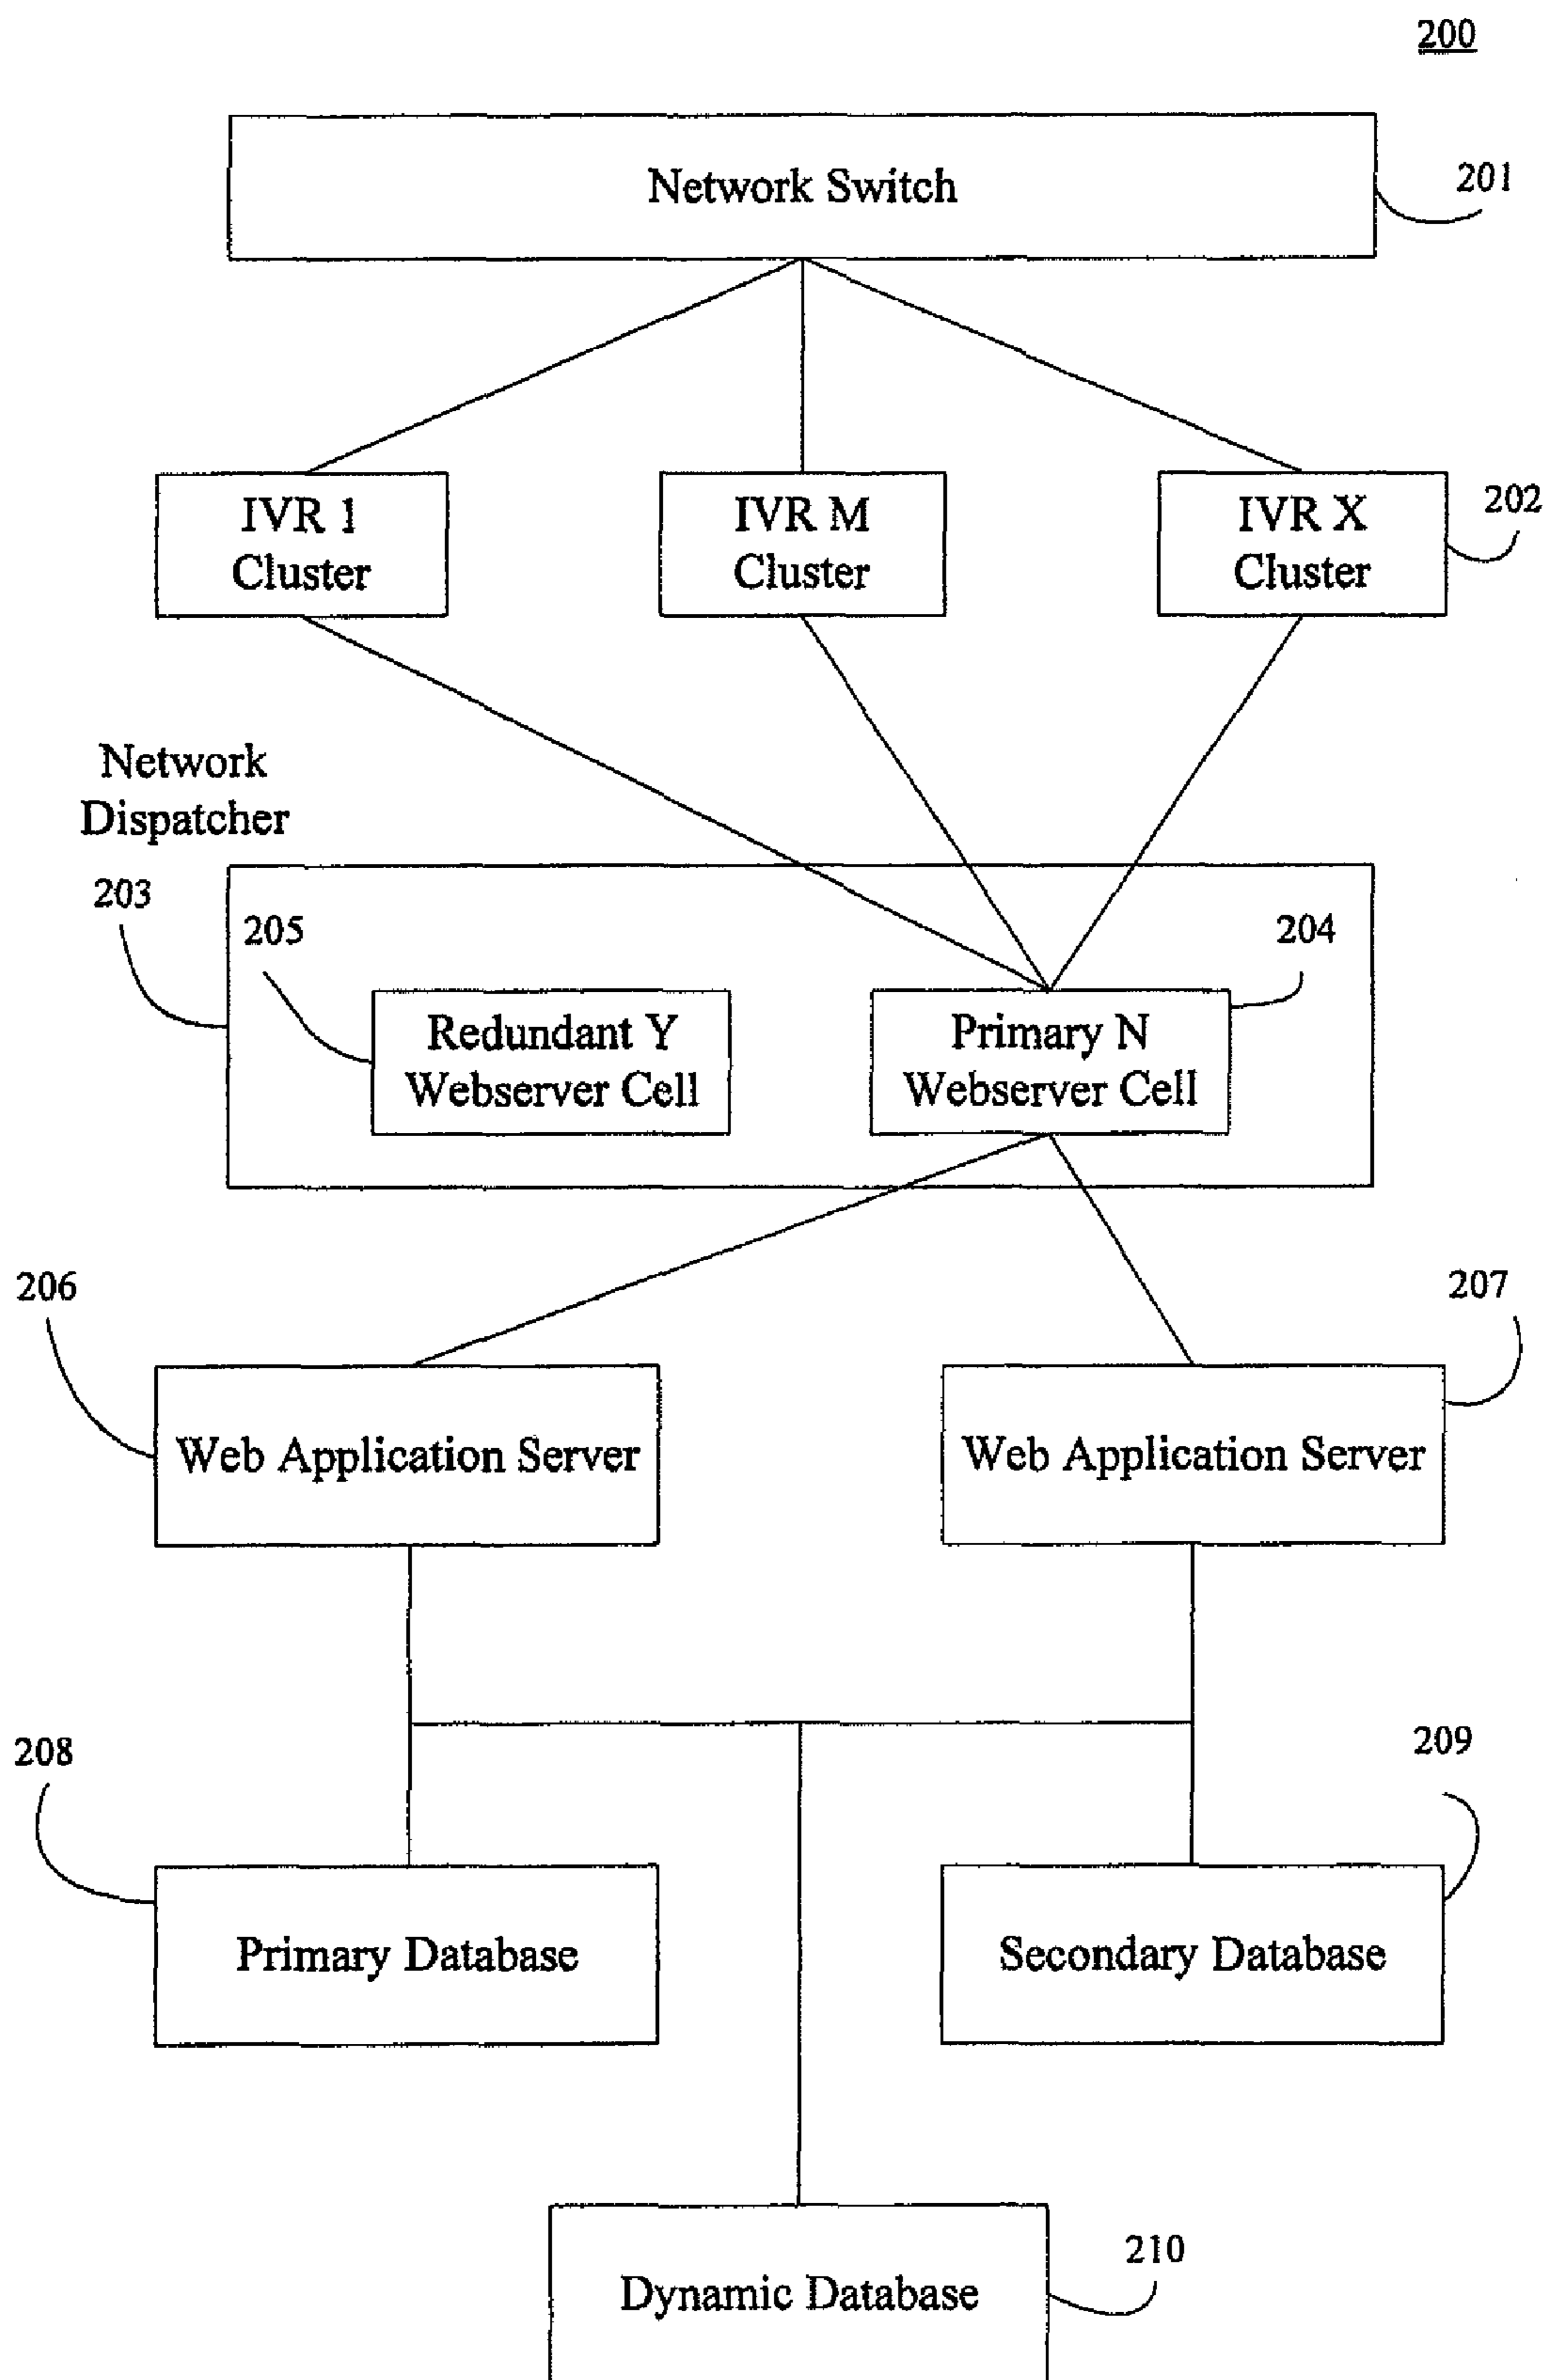 200
Network Switch
201
IVR 1
Cluster
IVR M
Cluster
IVR X
Cluster
202
Network
Dispatcher
203
205
204
Redundant Y
Webserver Cell
Primary N
Webserver Cell
206
207
Web Application Server
Web Application Server
208
209
Primary Database
Secondary Database
210
Dynamic Database